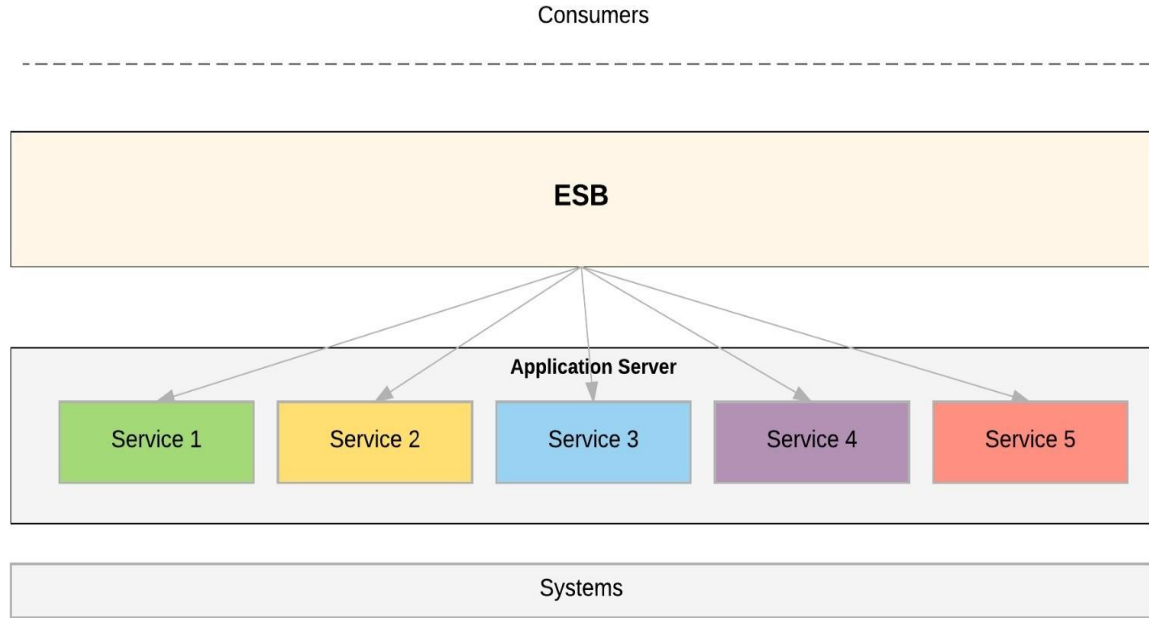 Consumers
ESB
Application Server
Service 1
Service 2
Service 3
Service 4
Service 5
Systems